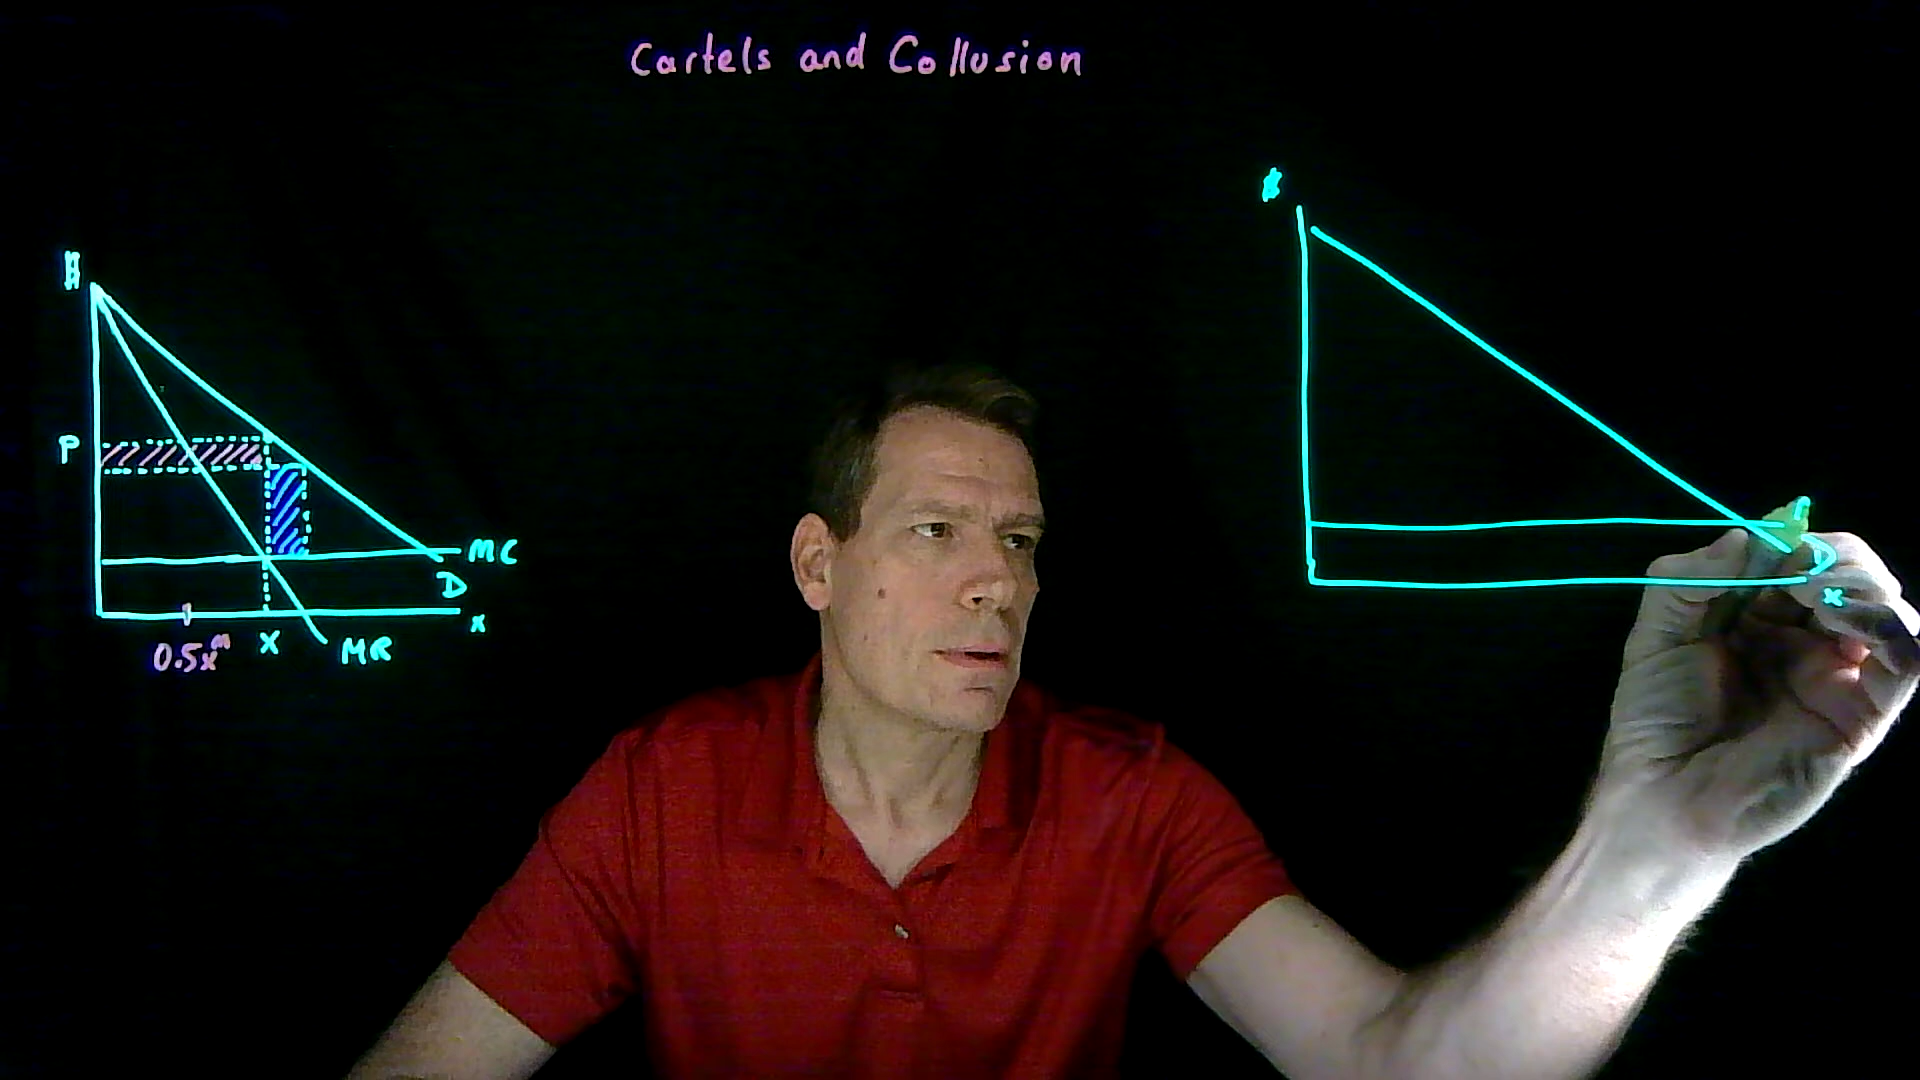 Cartels and Collusion
$
P
MC
D
x
0.5x^m
x
MR
$
D
x